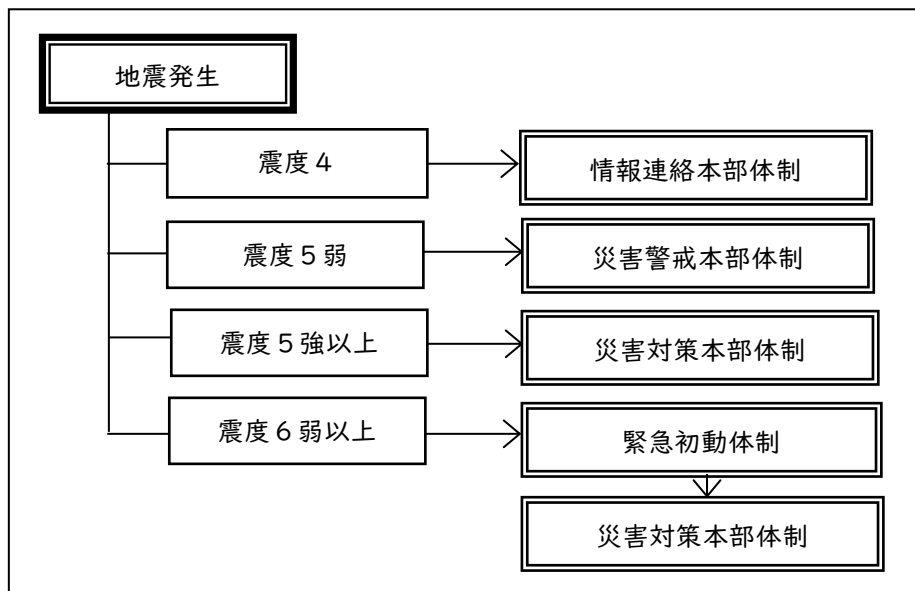 地震発生
震度４
情報連絡本部体制
震度５弱
災害警戒本部体制
震度５強以上
災害対策本部体制
震度６弱以上
緊急初動体制
災害対策本部体制